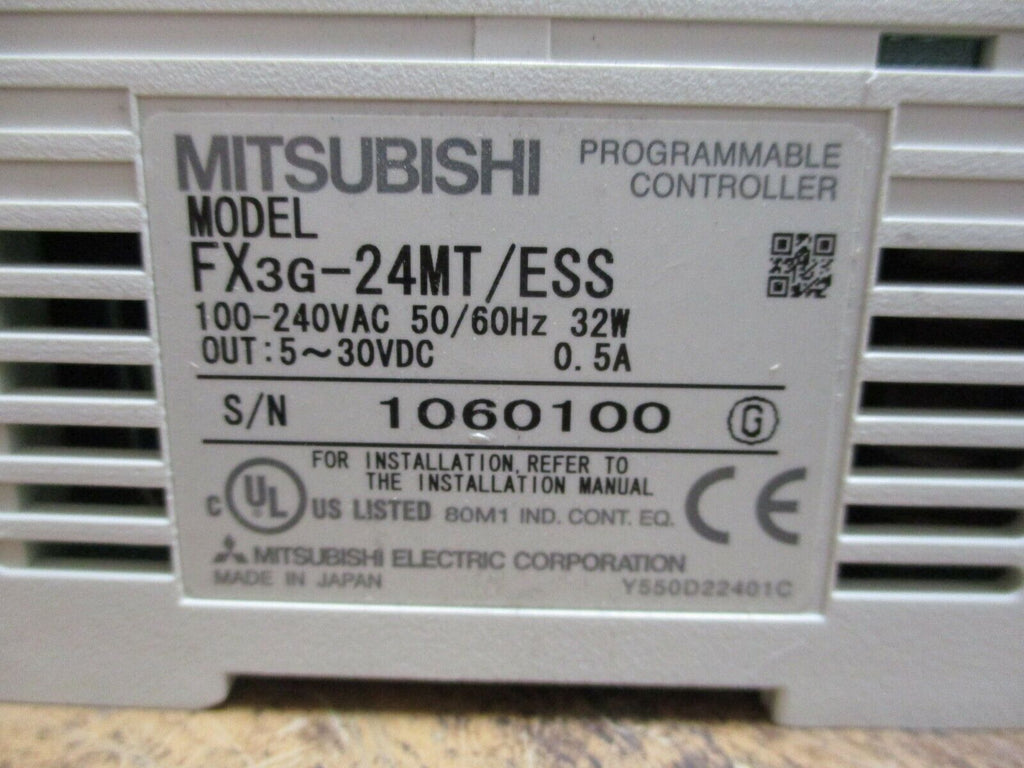 MITSUBISHI PROGRAMMABLE CONTROLLER
MODEL
FX3G-24MT/ESS
100-240VAC 50/60Hz 32W
OUT:5~30VDC 0.5A
S/N 1060100 G
FOR INSTALLATION, REFER TO
THE INSTALLATION MANUAL
C UL US LISTED 80M1 IND. CONT. EQ. CE
MITSUBISHI ELECTRIC CORPORATION
MADE IN JAPAN Y550D22401C